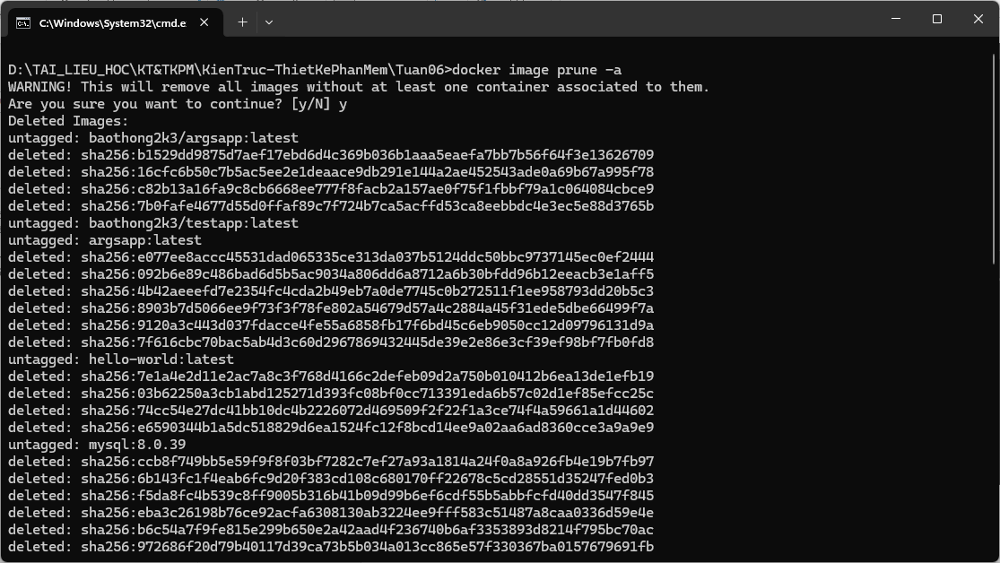 C:\Windows\System32\cmd.e
D:\TAI_LIEU_HOC\KT&TKPM\KienTruc-ThietKePhanMem\Tuan06>docker image prune -a
WARNING! This will remove all images without at least one container associated to them.
Are you sure you want to continue? [y/N] y
Deleted Images:
untagged: baothong2k3/argsapp:latest
deleted: sha256:b1529dd9875d7aef17ebd6d4c369b036b1aaa5eaefa7bb7b56f64f3e13626709
deleted: sha256:16cfc6b50c7b5ac5ee2e1deaace9db291e144a2ae452543ade0a69b67a995f78
deleted: sha256:c82b13a16fa9c8cb6668ee777f8facb2a157ae0f75f1fbbf79a1c064084cbce9
deleted: sha256:7b0fafe4677d55d0ffaf89c7f724b7ca5acffd53ca8eebbdc4e3ec5e88d3765b
untagged: baothong2k3/testapp:latest
untagged: argsapp:latest
deleted: sha256:e077ee8accc45531dad065335ce313da037b5124ddc50bbc9737145ec0ef2444
deleted: sha256:092b6e89c486bad6d5b5ac9034a806dd6a8712a6b30bfdd96b12eeacb3e1aff5
deleted: sha256:4b42aeeefd7e2354fc4cda2b49eb7a0de7745c0b272511f1ee958793dd20b5c3
deleted: sha256:8903b7d5066ee9f73f3f78fe802a54679d57a4c2884a45f31ede5dbe66499f7a
deleted: sha256:9120a3c443d037fdacce4fe55a6858fb17f6bd45c6eb9050cc12d09796131d9a
deleted: sha256:7f616cbc70bac5ab4d3c60d2967869432445de39e2e86e3cf39ef98bf7fb0fd8
untagged: hello-world:latest
deleted: sha256:7e1a4e2d11e2ac7a8c3f768d4166c2defeb09d2a750b010412b6ea13de1efb19
deleted: sha256:03b62250a3cb1abd125271d393fc08bf0cc713391eda6b57c02d1ef85efcc25c
deleted: sha256:74cc54e27dc41bb10dc4b2226072d469509f2f22f1a3ce74f4a59661a1d44602
deleted: sha256:e6590344b1a5dc518829d6ea1524fc12f8bcd14ee9a02aa6ad8360cce3a9a9e9
untagged: mysql:8.0.39
deleted: sha256:ccb8f749bb5e59f9f8f03bf7282c7ef27a93a1814a24f0a8a926fb4e19b7fb97
deleted: sha256:6b143fc1f4eab6fc9d20f383cd108c680170ff22678c5cd28551d35247fed0b3
deleted: sha256:f5da8fc4b539c8ff9005b316b41b09d99b6ef6cdf55b5abbfcfd40dd3547f845
deleted: sha256:eba3c26198b76ce92acfa6308130ab3224ee9fff583c51487a8caa0336d59e4e
deleted: sha256:b6c54a7f9fe815e299b650e2a42aad4f236740b6af3353893d8214f795bc70ac
deleted: sha256:972686f20d79b40117d39ca73b5b034a013cc865e57f330367ba0157679691fb